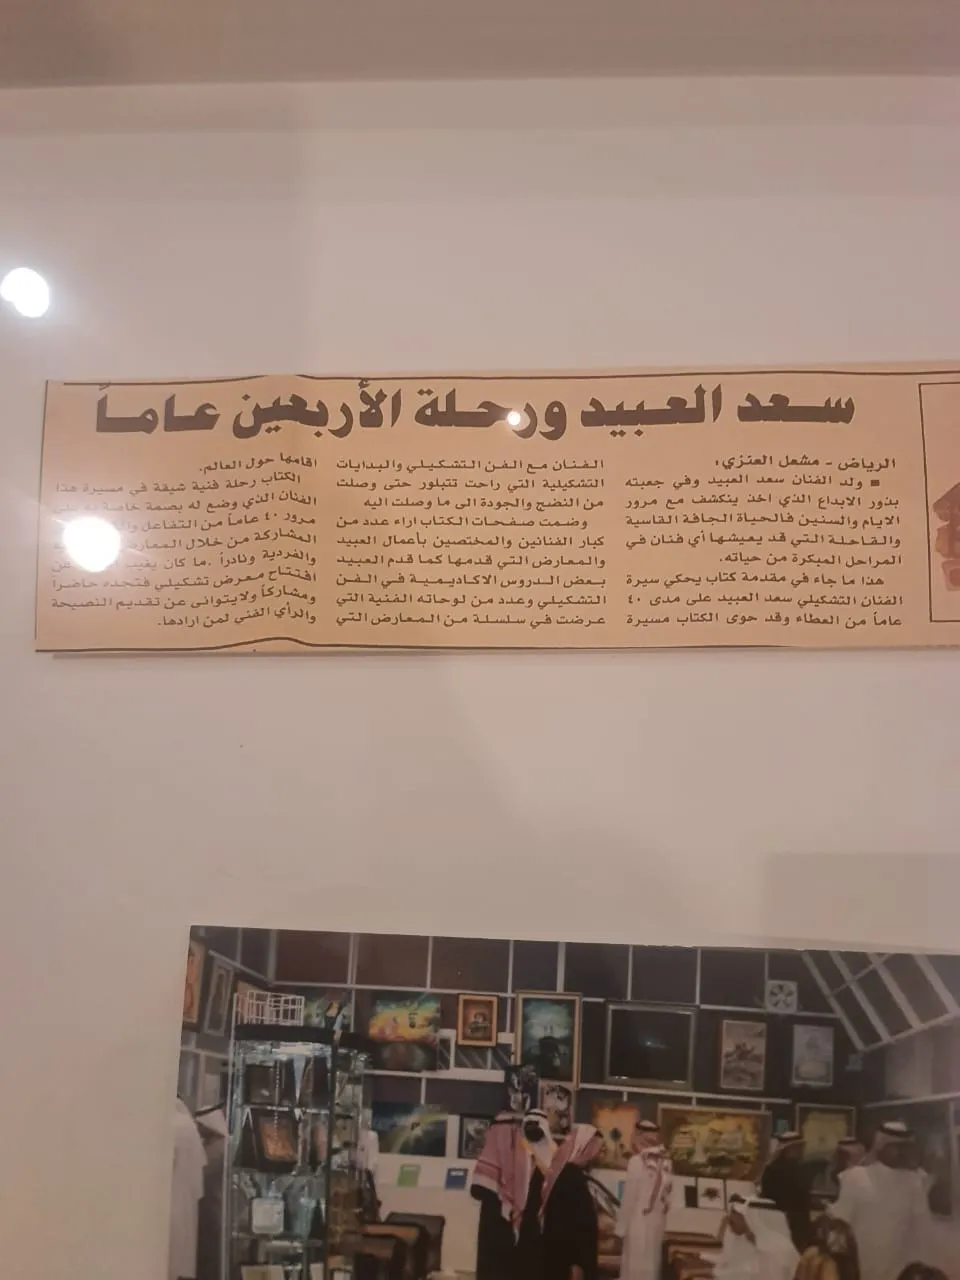 سعد العبيد ورحلة الأربعين عاماً
الرياض - مشعل العنزي:
■ ولد الفنان سعد العبيد وفي جعبته
بذور الابداع الذي اخذ ينكشف مع مرور
الايام والسنين فالحياة الجافة القاسية
والقاحلة التي قد يعيشها أي فنان في
المراحل المبكرة من حياته.
هذا ما جاء في مقدمة كتاب يحكي سيرة
الفنان التشكيلي سعد العبيد على مدى ٤٠
عاماً من العطاء وقد حوى الكتاب مسيرة
الفنان مع الفن التشكيلي والبدايات
التشكيلية التي راحت تتبلور حتى وصلت
من النضج والجودة الى ما وصلت اليه
وضمت صفحات الكتاب اراء عدد من
كبار الفنانين والمختصين بأعمال العبيد
والمعارض التي قدمها كما قدم العبيد
بعض الدروس الاكاديمية في الفن
التشكيلي وعدد من لوحاته الفنية التي
عرضت في سلسلة من المعارض التي
اقامها حول العالم.
الكتاب رحلة فنية شيقة في مسيرة هذا
الفنان الذي وضع له بصمة خاصة به على
مرور ٤٠ عاماً من التفاعل
المشاركة من خلال
والفردية ونادراً ما كان يغيب عن
افتتاح معرض تشكيلي فتجده حاضراً
ومشاركاً ولايتوانى عن تقديم النصيحة
والرأي الفني لمن ارادها.